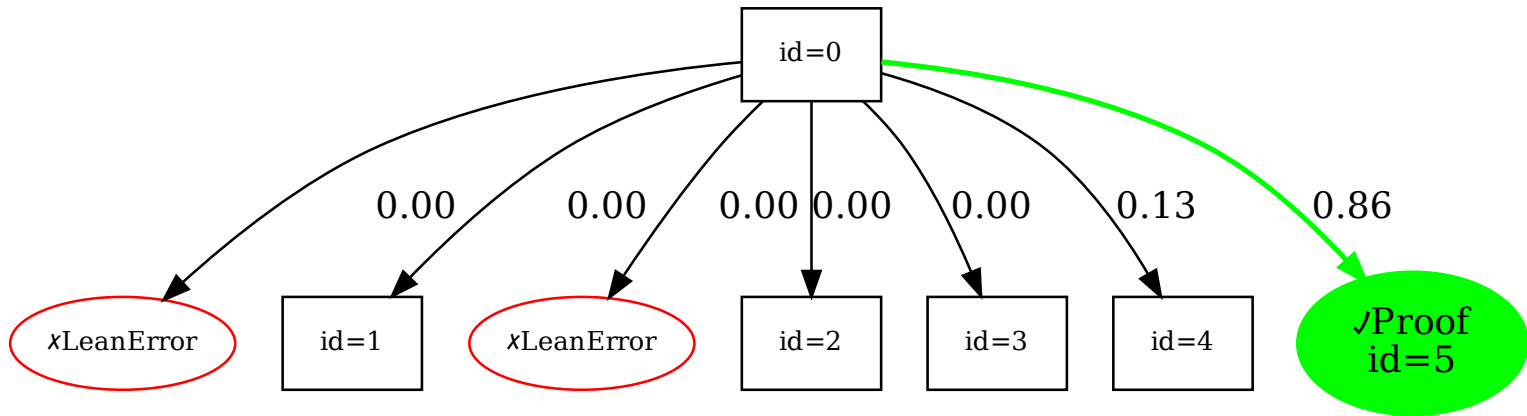 id=0
0.00
0.00
0.00
0.00
0.00
0.13
0.86
✗LeanError
id=1
✗LeanError
id=2
id=3
id=4
✓Proof
id=5